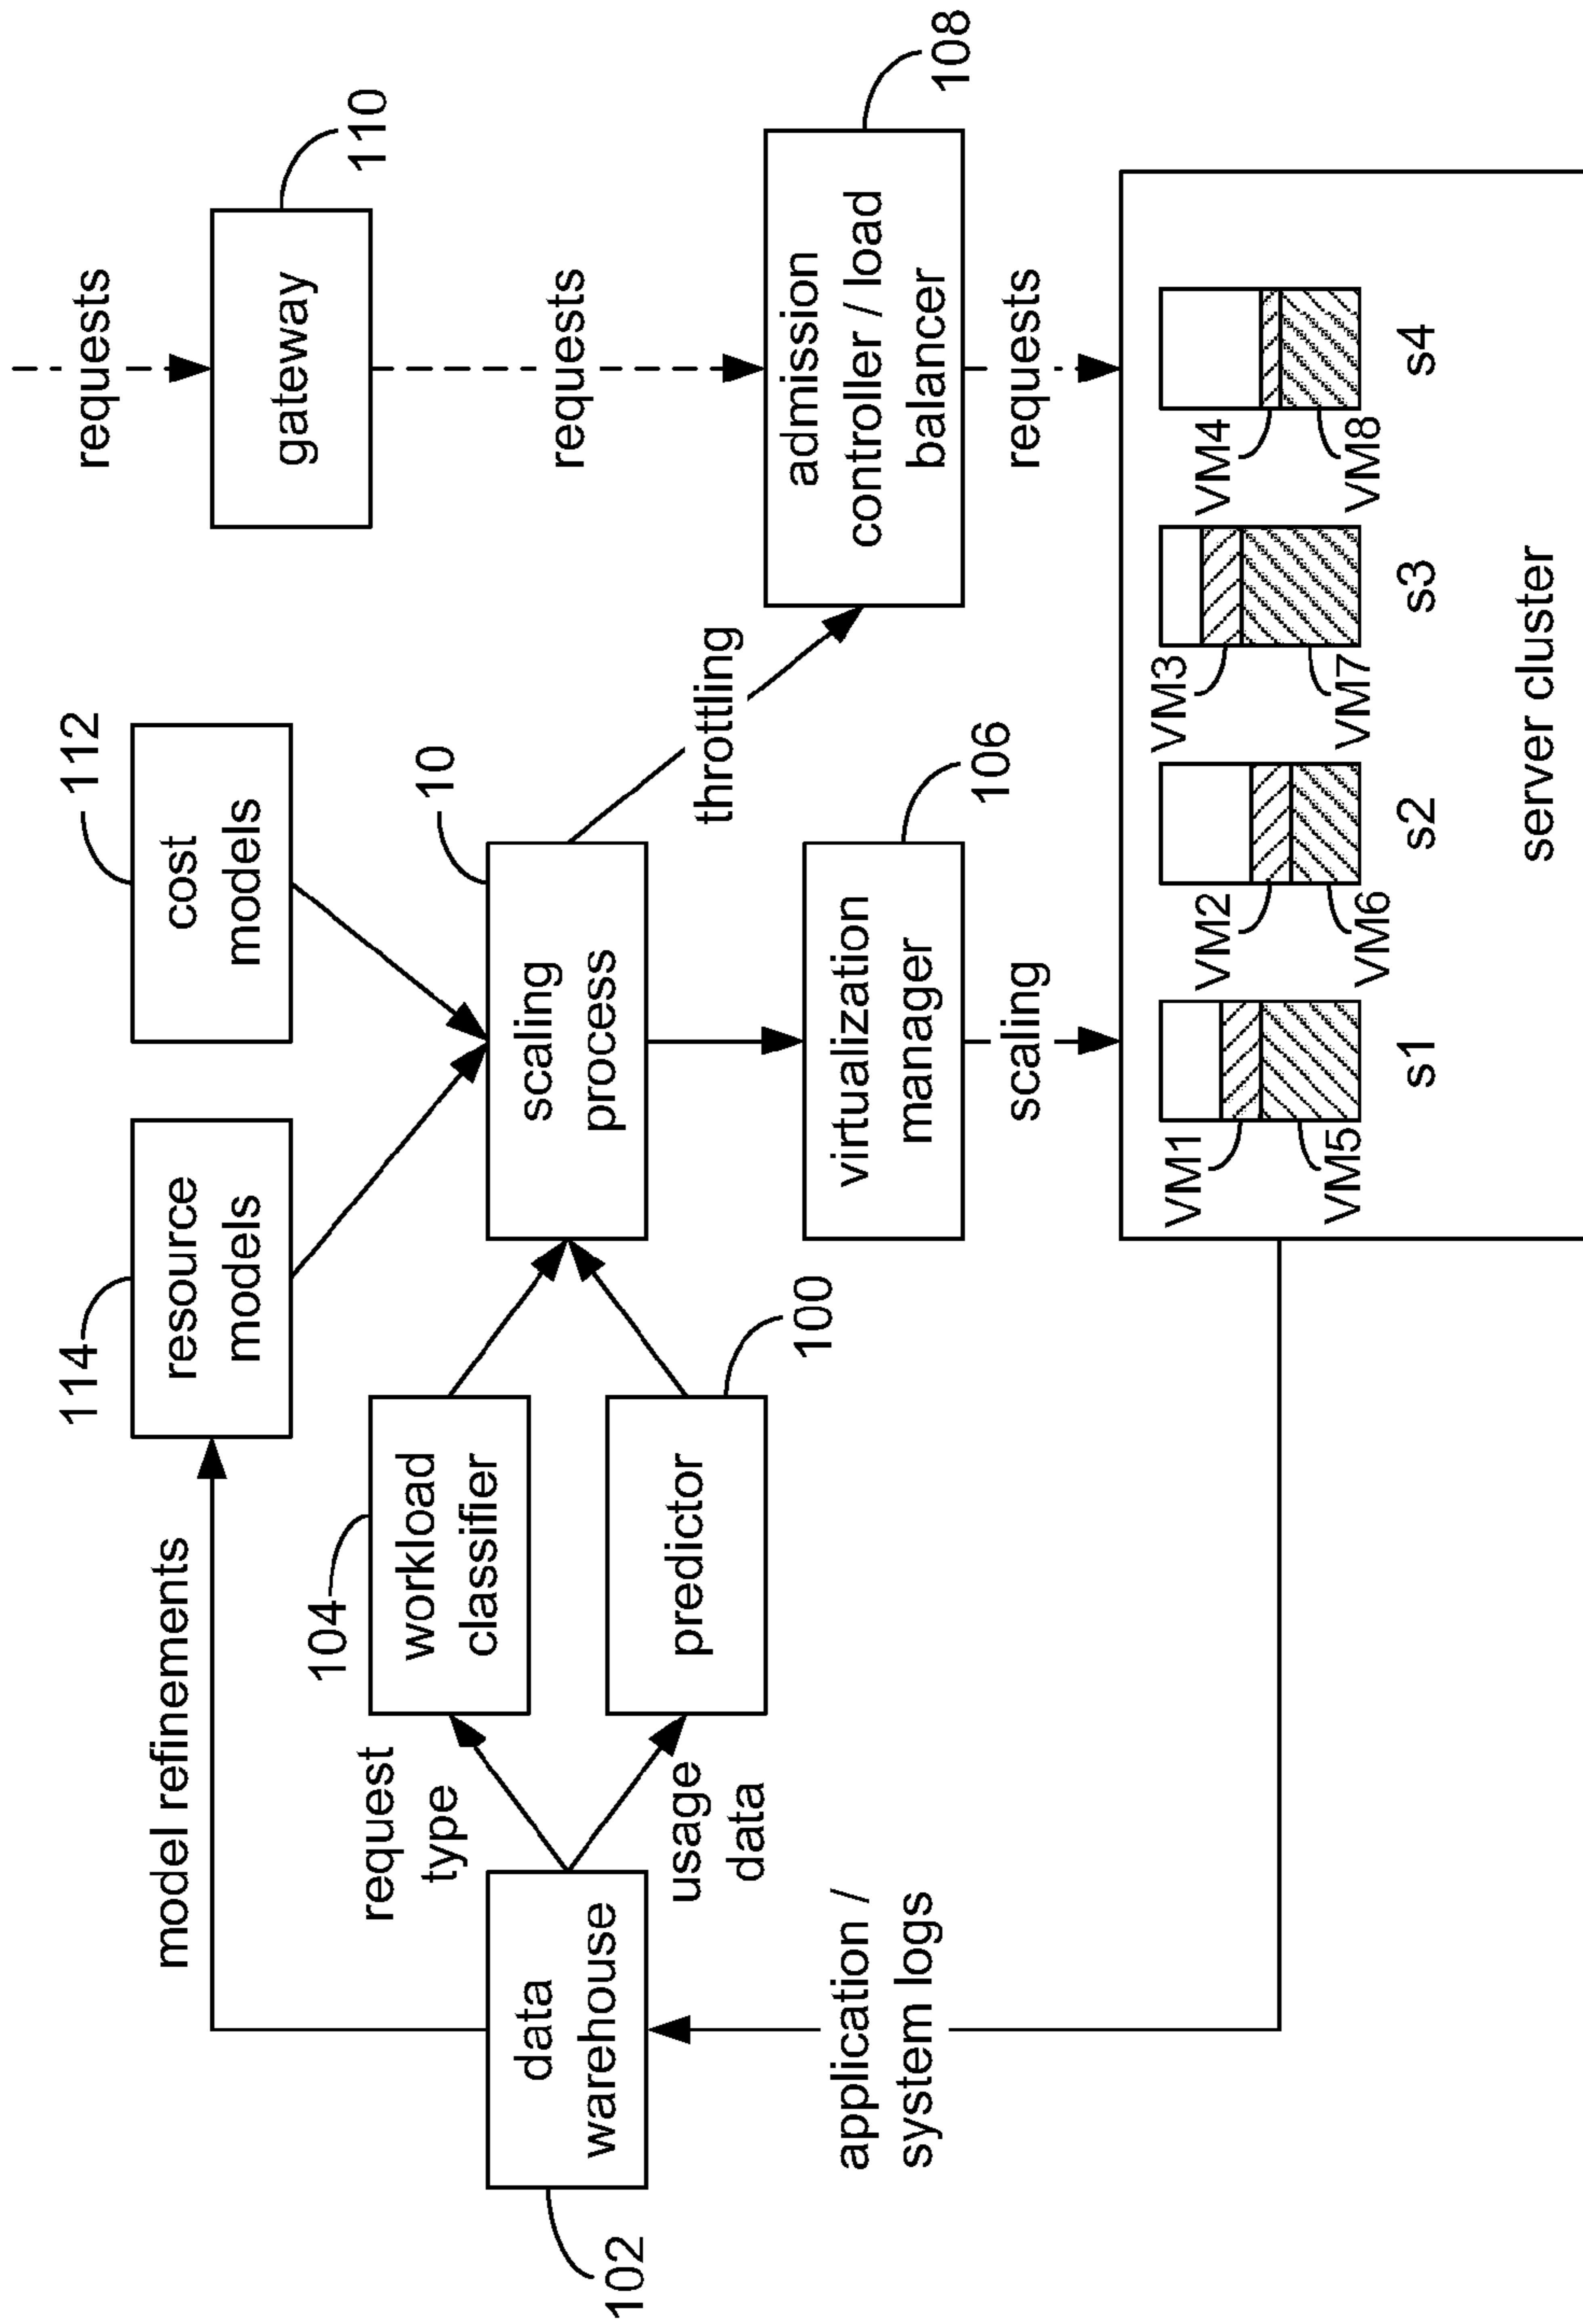 requests
110
gateway
requests
108
admission
controller / load
balancer
requests
112
cost
models
114
resource
models
10
scaling
process
throttling
106
virtualization
manager
scaling
model refinements
104
workload
classifier
100
predictor
request
type
usage
data
102
data
warehouse
application /
system logs
VM1
VM5
s1
VM2
VM6
s2
VM3
VM7
s3
VM4
VM8
s4
server cluster